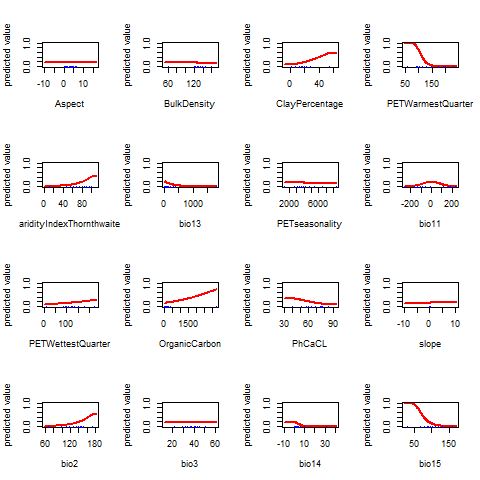 predicted value 0.0 1.0 -10 0 5 15 Aspect
predicted value 0.0 1.0 60 120 BulkDensity
predicted value 0.0 1.0 0 40 ClayPercentage
predicted value 0.0 1.0 50 150 PETWarmestQuarter
predicted value 0.0 1.0 0 40 80 aridityIndexThornthwaite
predicted value 0.0 1.0 0 1000 bio13
predicted value 0.0 1.0 2000 6000 PETseasonality
predicted value 0.0 1.0 -200 0 200 bio11
predicted value 0.0 1.0 0 100 PETWettestQuarter
predicted value 0.0 1.0 0 1500 OrganicCarbon
predicted value 0.0 1.0 30 50 70 90 PhCaCL
predicted value 0.0 1.0 -10 0 10 slope
predicted value 0.0 1.0 60 120 180 bio2
predicted value 0.0 1.0 20 40 60 bio3
predicted value 0.0 1.0 -10 10 30 bio14
predicted value 0.0 1.0 50 150 bio15